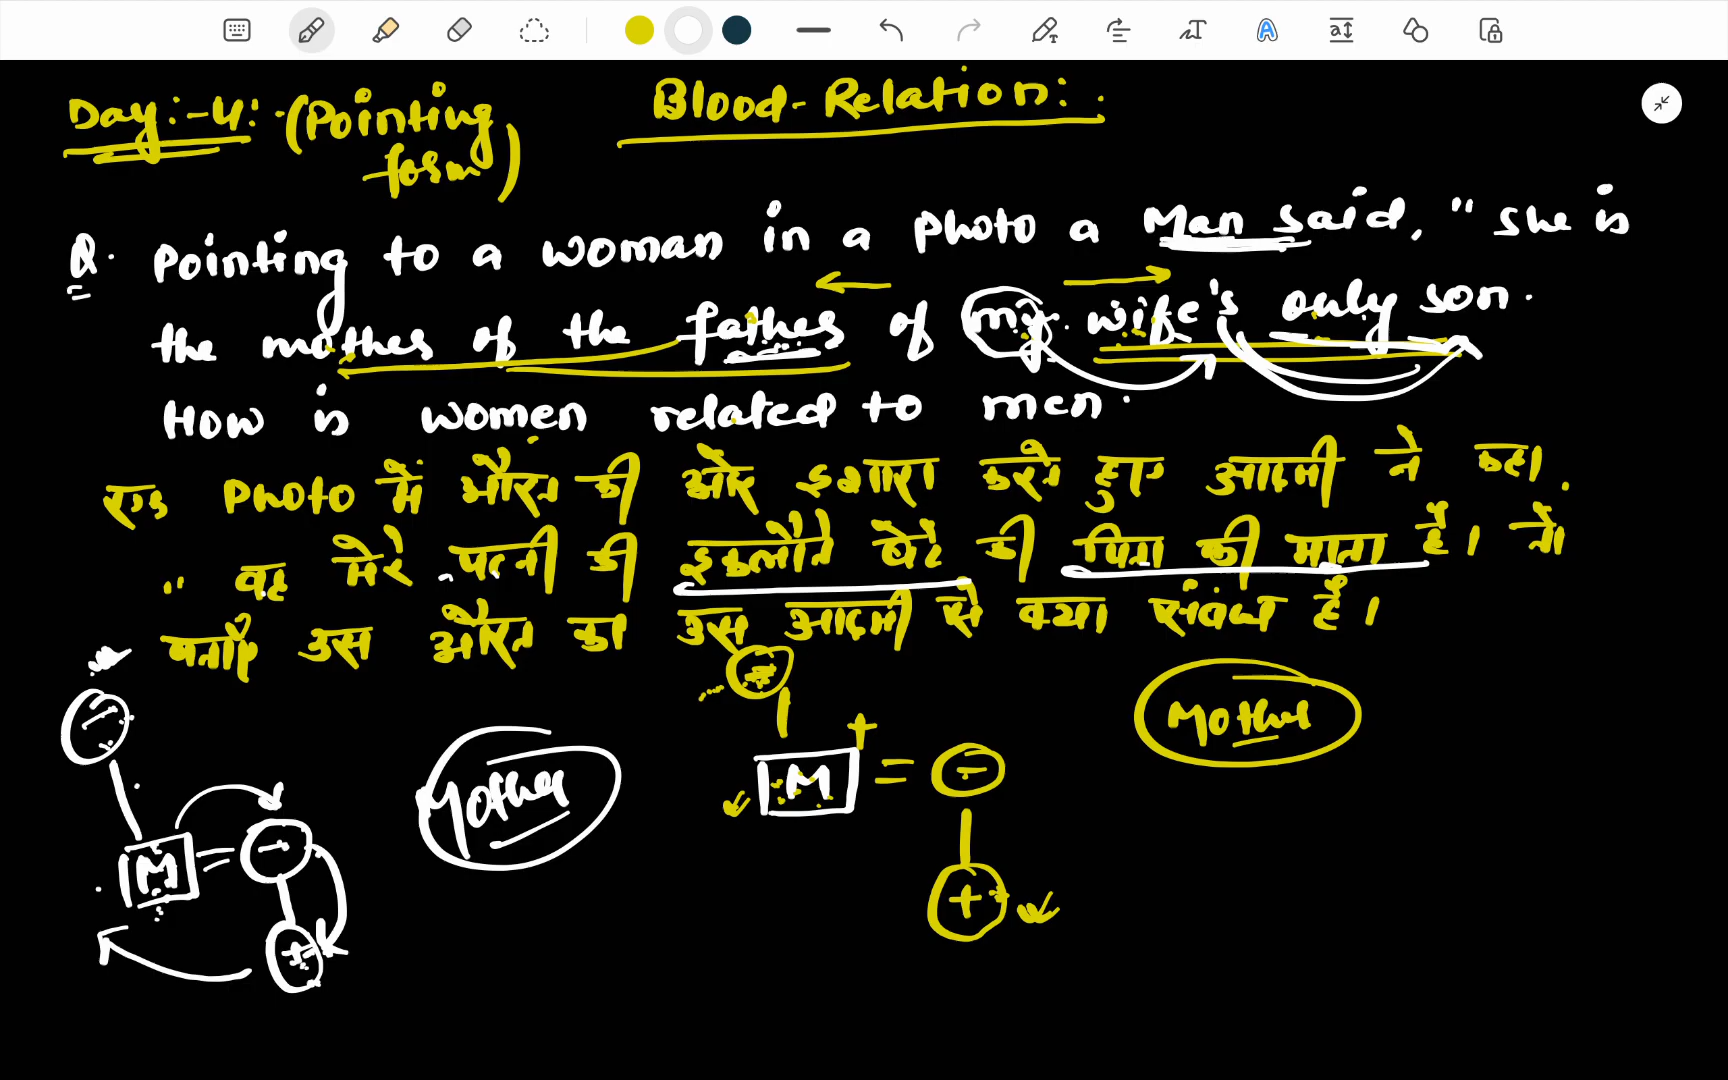 Day:-4:- (Pointing form)
Blood-Relation:-
Q. Pointing to a woman in a Photo a Man said, " She is
the mother of the father of my wife's only son.
How is women related to men.
एक Photo में औरत की ओर इशारा करते हुए आदमी ने कहा.
" वह मेरे पत्नी की इकलौते बेटे की पिता की माता है। तो
बताएँ उस औरत का उस आदमी से क्या संबंध है।
Mother
Mother
M
M